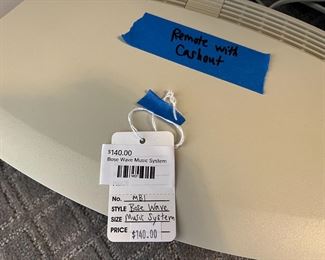 Remote with
Cashout
$140.00
Bose Wave Music System
No. MB1
STYLE Bose Wave
SIZE Music System
PRICE $140.00